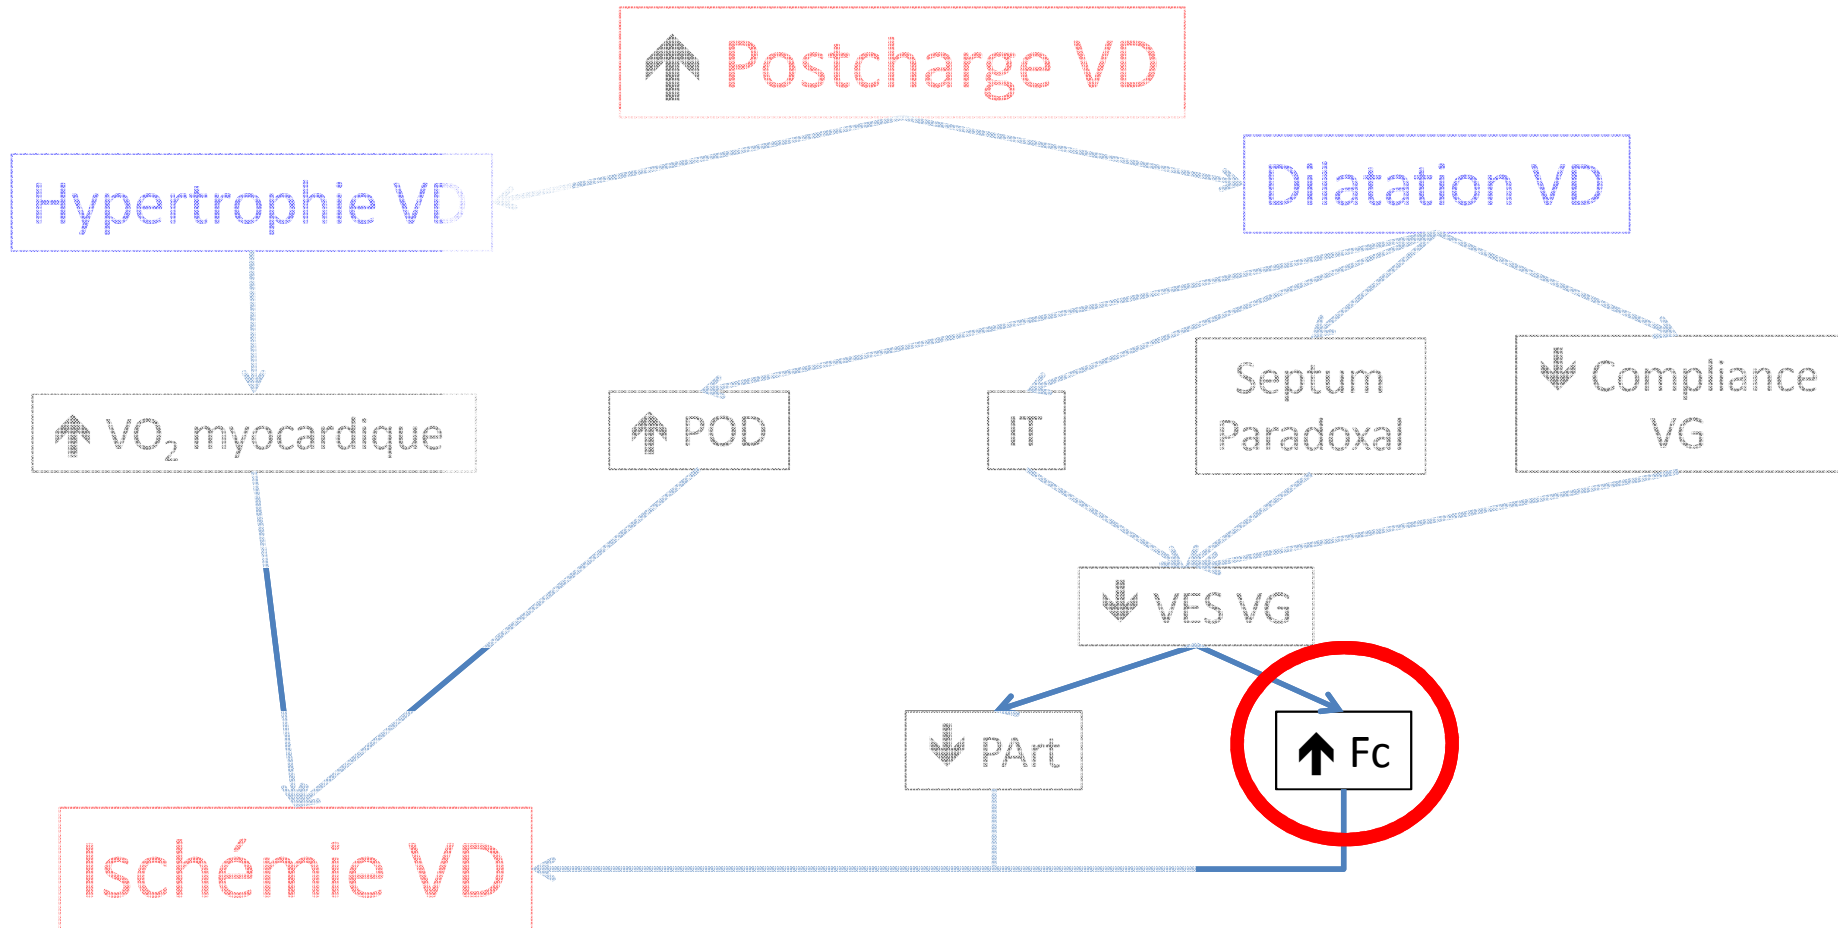 ↑ Postcharge VD
Hypertrophie VD
Dilatation VD
↑ VO₂ myocardique
↑ POD
IT
Septum
Paradoxal
↓ Compliance
VG
↓ VES VG
↓ PArt
↑ Fc
Ischémie VD